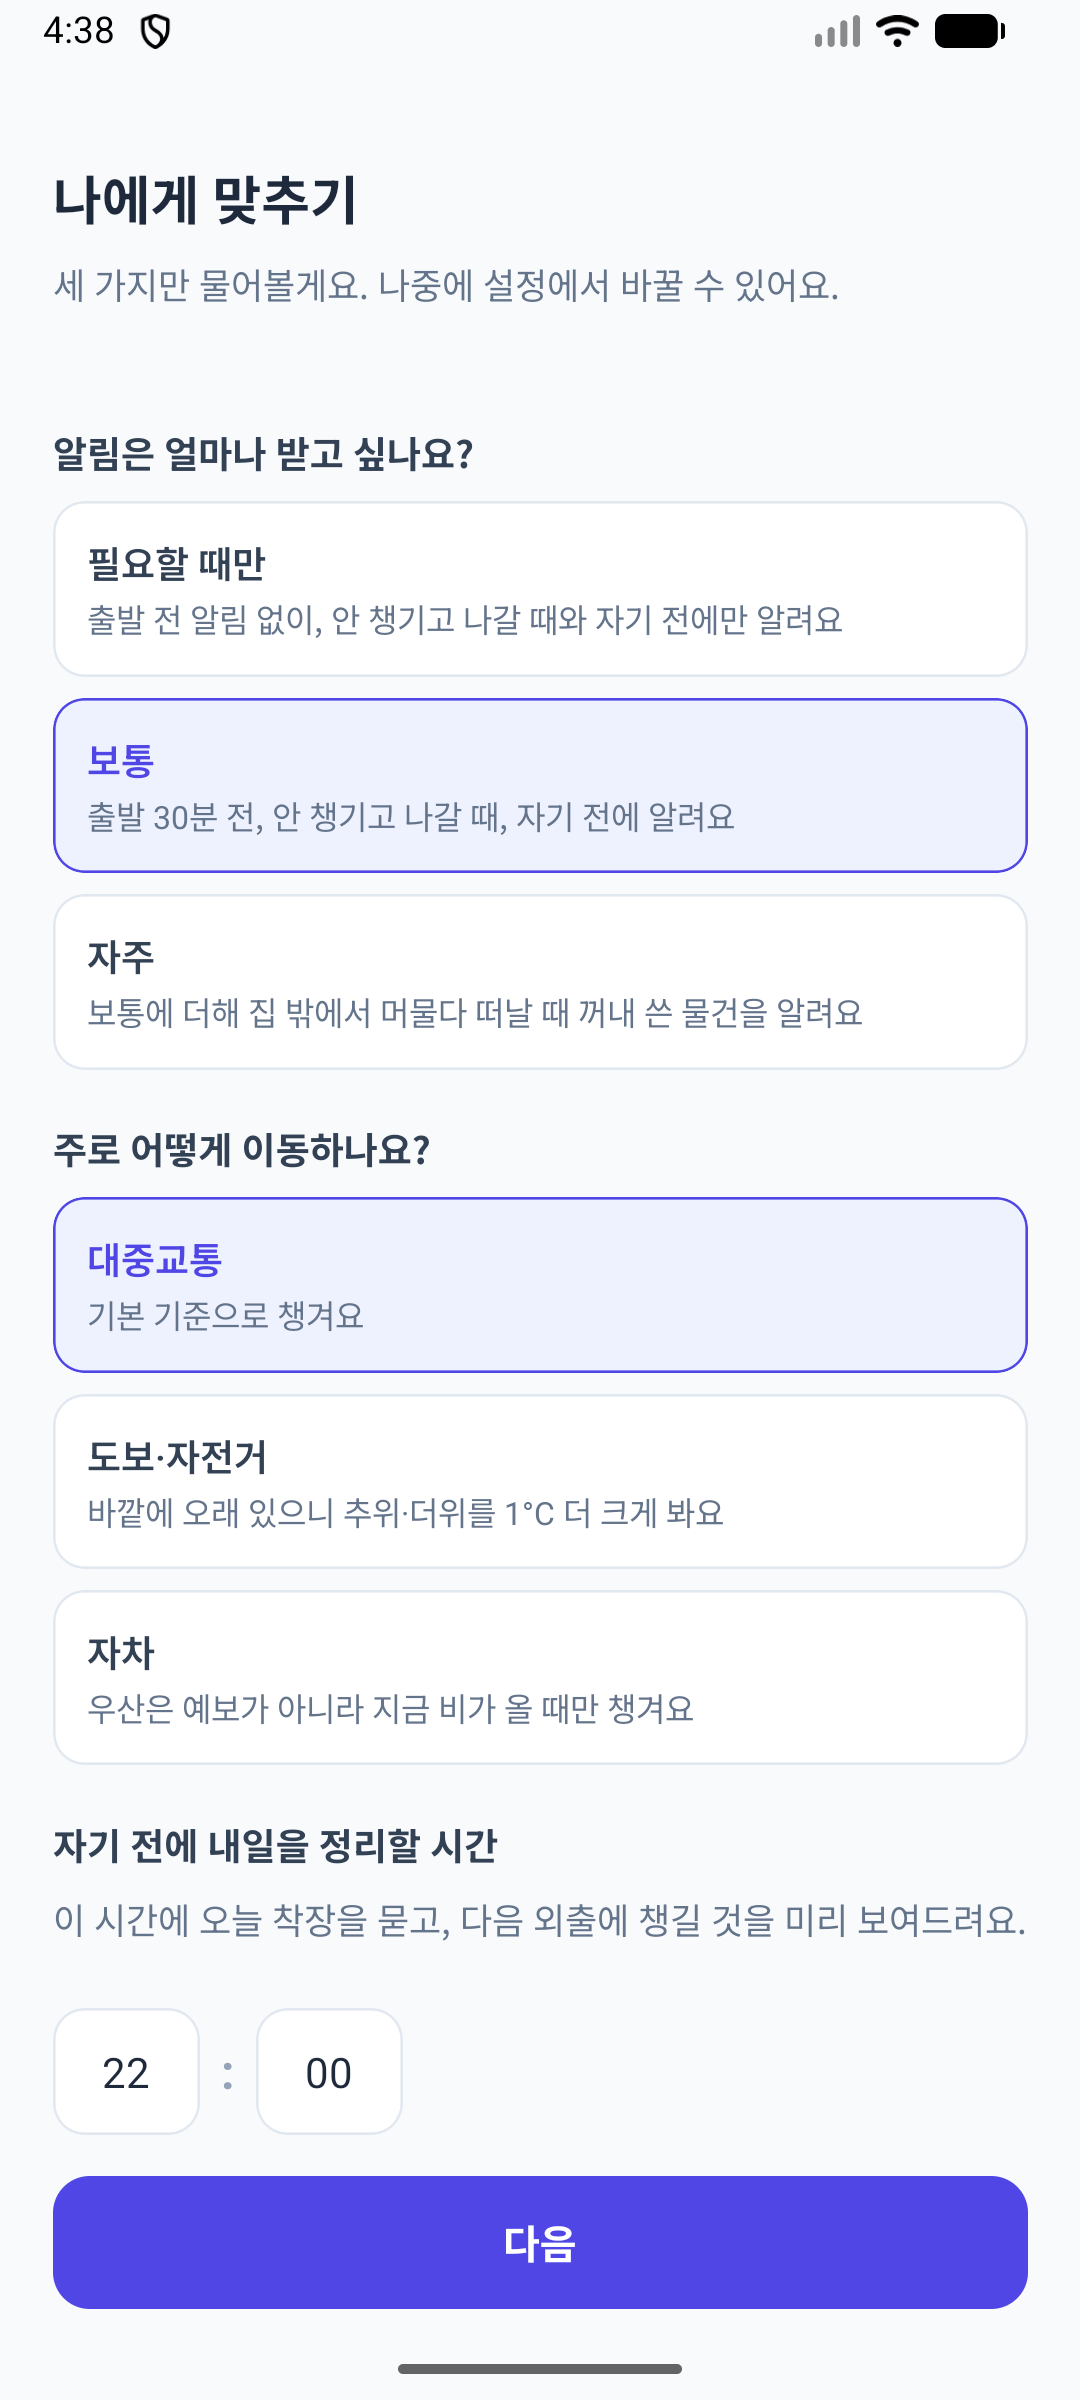 4:38
나에게 맞추기
세 가지만 물어볼게요. 나중에 설정에서 바꿀 수 있어요.
알림은 얼마나 받고 싶나요?
필요할 때만
출발 전 알림 없이, 안 챙기고 나갈 때와 자기 전에만 알려요
보통
출발 30분 전, 안 챙기고 나갈 때, 자기 전에 알려요
자주
보통에 더해 집 밖에서 머물다 떠날 때 꺼내 쓴 물건을 알려요
주로 어떻게 이동하나요?
대중교통
기본 기준으로 챙겨요
도보·자전거
바깥에 오래 있으니 추위·더위를 1°C 더 크게 봐요
자차
우산은 예보가 아니라 지금 비가 올 때만 챙겨요
자기 전에 내일을 정리할 시간
이 시간에 오늘 착장을 묻고, 다음 외출에 챙길 것을 미리 보여드려요.
22 : 00
다음